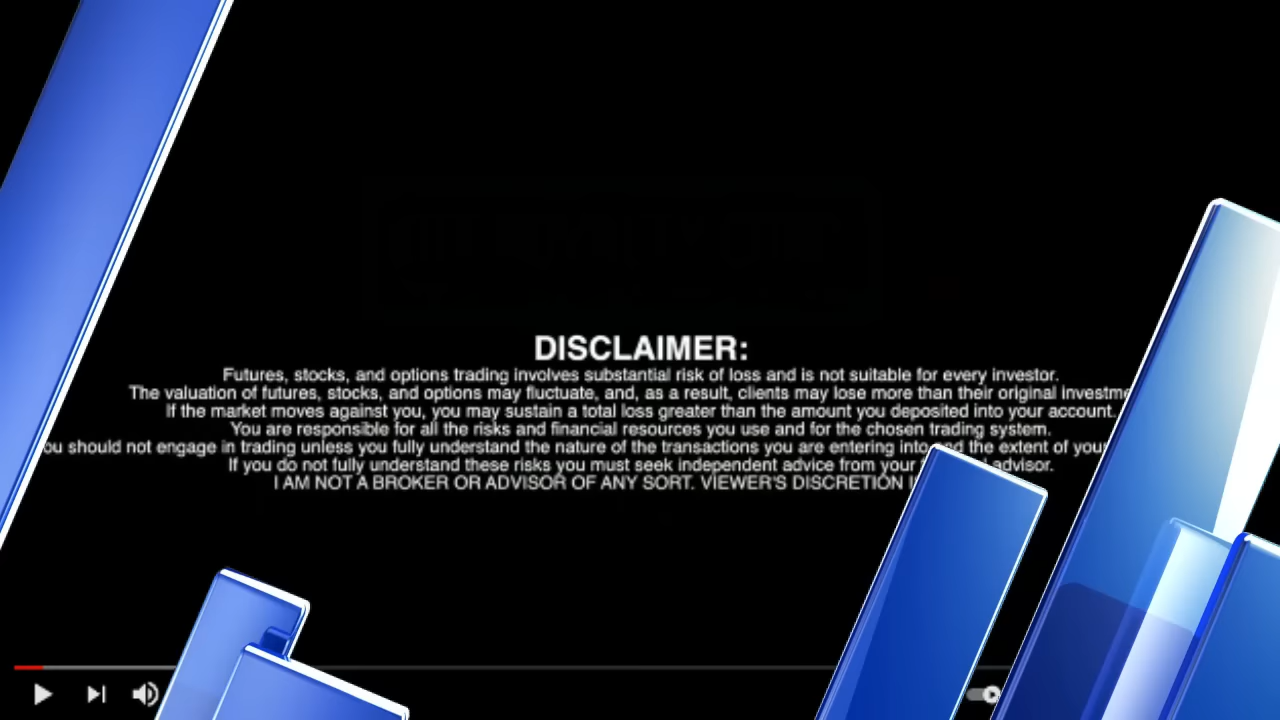 DISCLAIMER:
Futures, stocks, and options trading involves substantial risk of loss and is not suitable for every investor.
The valuation of futures, stocks, and options may fluctuate, and, as a result, clients may lose more than their original investme
If the market moves against you, you may sustain a total loss greater than the amount you deposited into your account.
You are responsible for all the risks and financial resources you use and for the chosen trading system.
ou should not engage in trading unless you fully understand the nature of the transactions you are entering into the extent of your
If you do not fully understand these risks you must seek independent advice from your advisor.
I AM NOT A BROKER OR ADVISOR OF ANY SORT. VIEWER'S DISCRETION